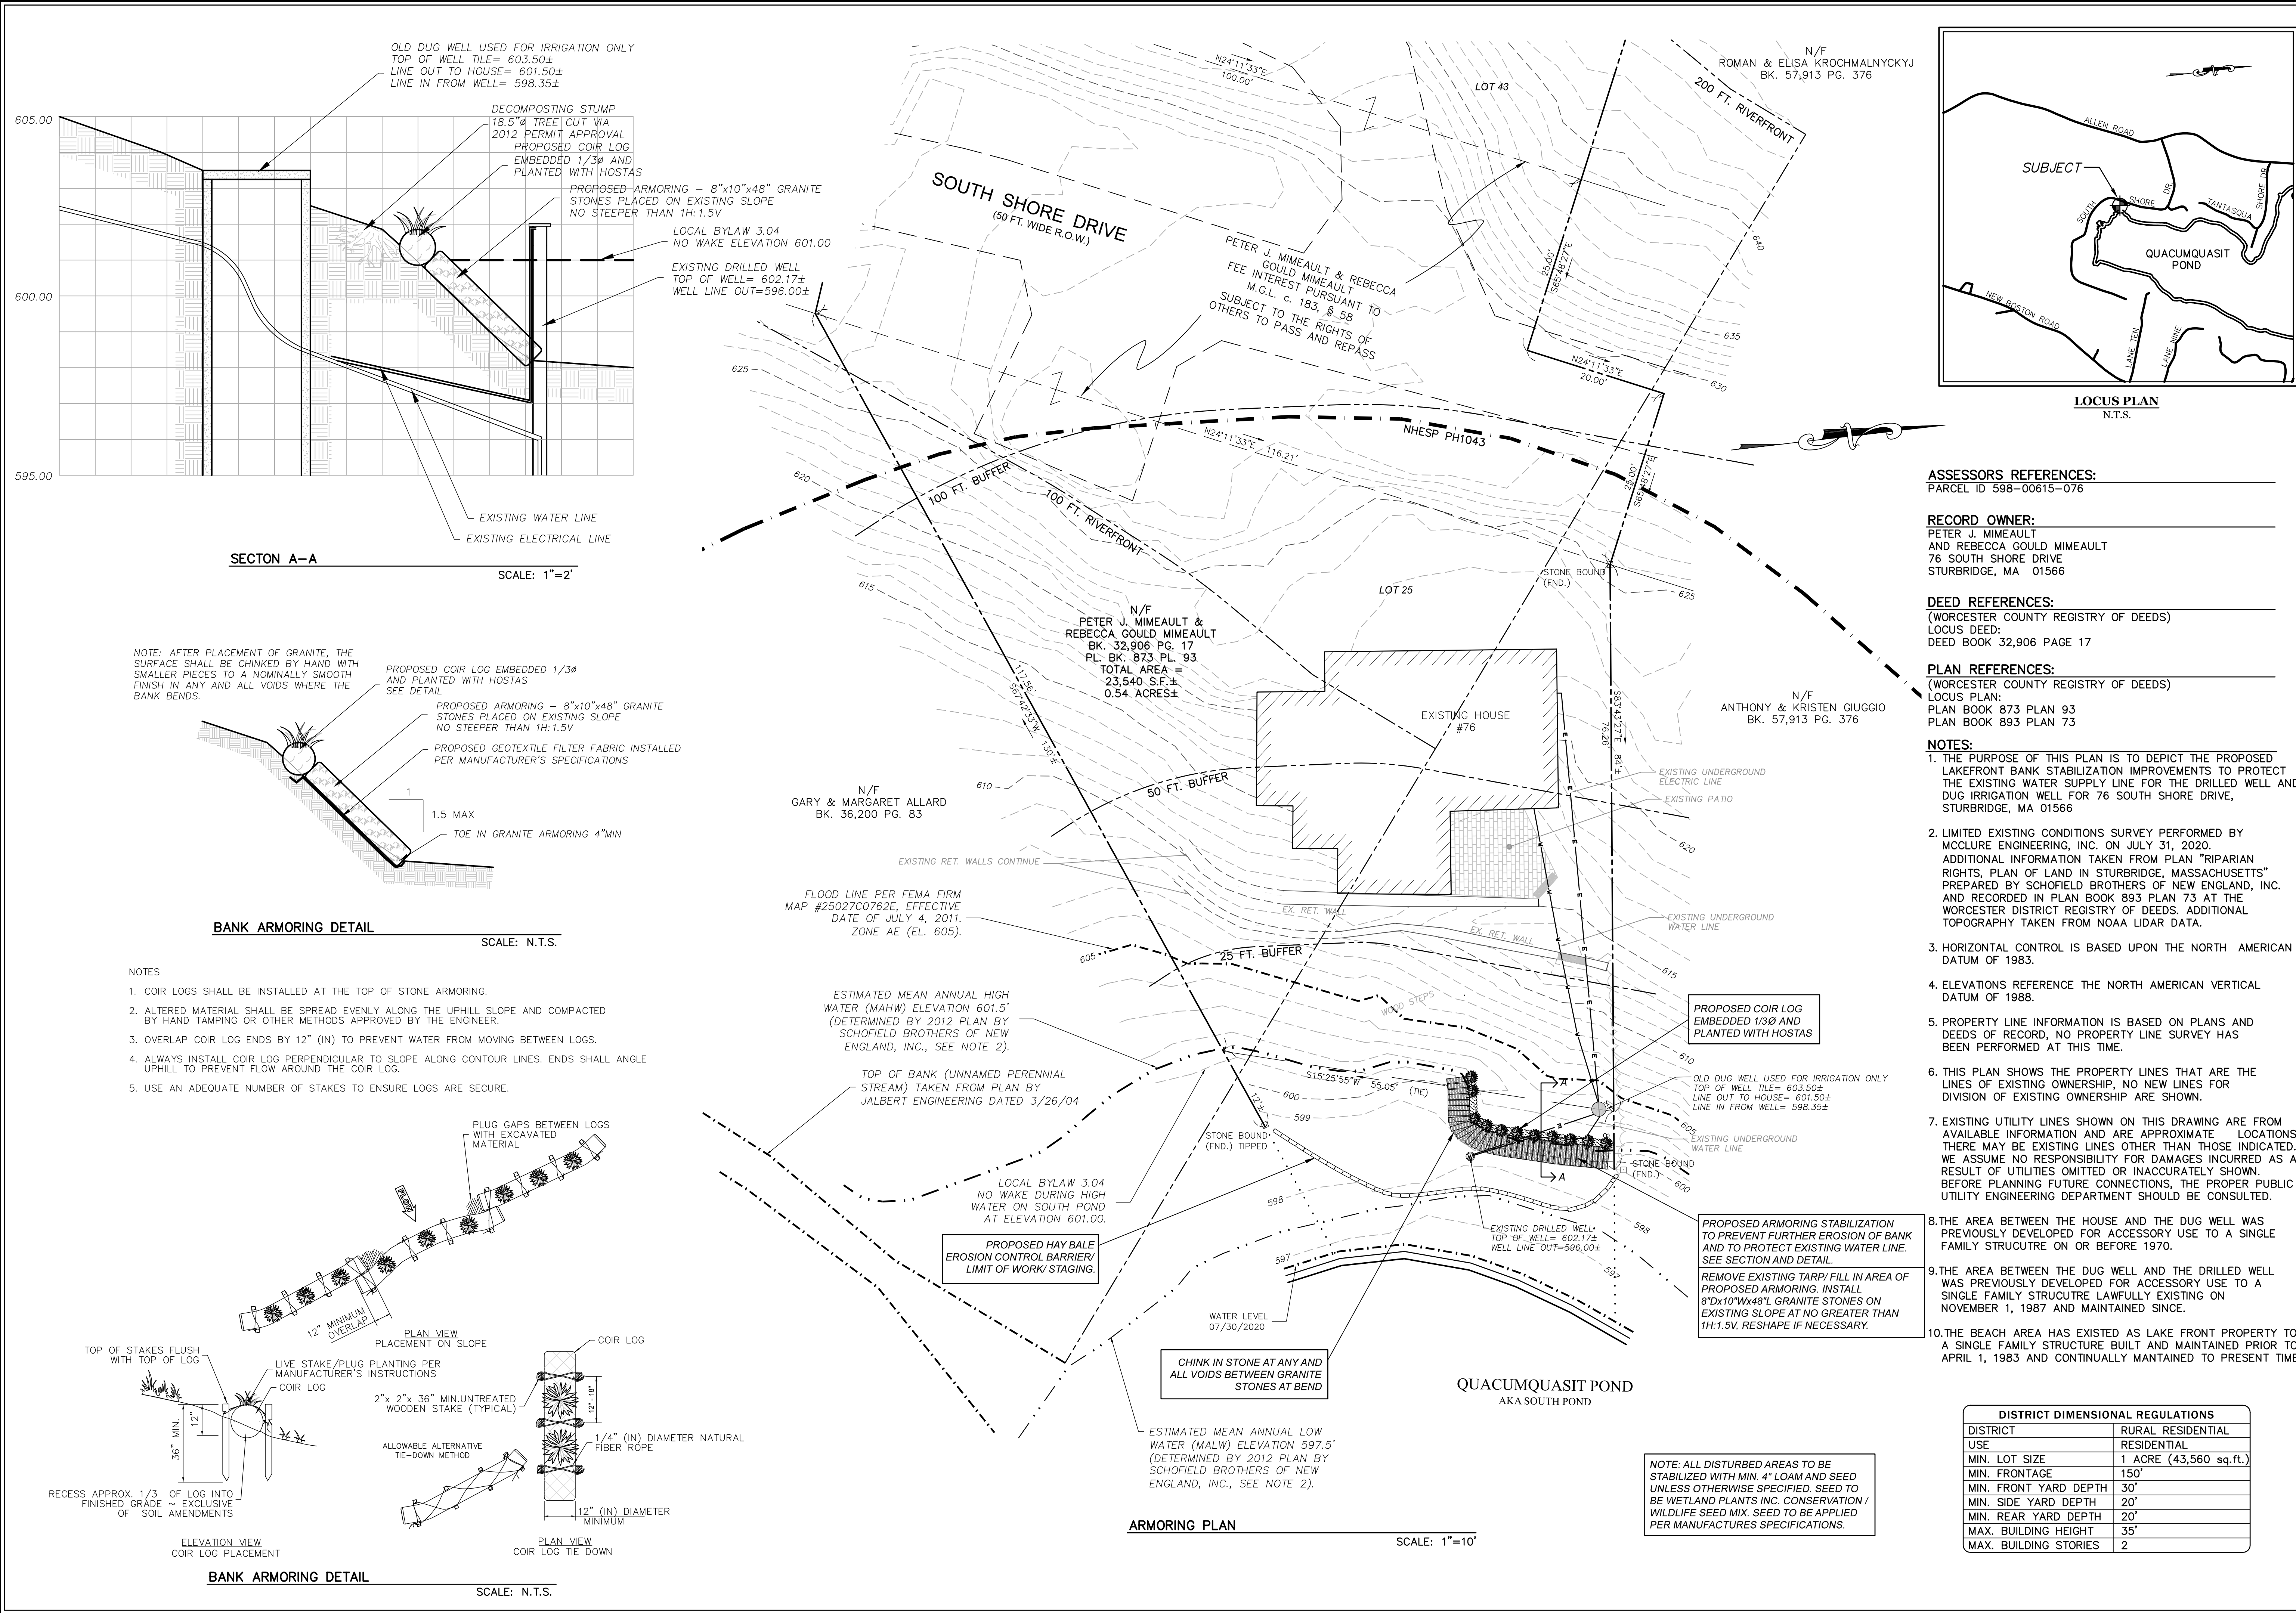 OLD DUG WELL USED FOR IRRIGATION ONLY
TOP OF WELL TILE= 603.50±
LINE OUT TO HOUSE= 601.50±
LINE IN FROM WELL= 598.35±
DECOMPOSTING STUMP
18.5"ø TREE CUT VIA
2012 PERMIT APPROVAL
PROPOSED COIR LOG
EMBEDDED 1/3ø AND
PLANTED WITH HOSTAS
PROPOSED ARMORING – 8"x10"x48" GRANITE
STONES PLACED ON EXISTING SLOPE
NO STEEPER THAN 1H:1.5V
LOCAL BYLAW 3.04
NO WAKE ELEVATION 601.00
EXISTING DRILLED WELL
TOP OF WELL= 602.17±
WELL LINE OUT=596.00±
605.00
600.00
595.00
EXISTING WATER LINE
EXISTING ELECTRICAL LINE
SECTON A–A
SCALE: 1"=2'
NOTE: AFTER PLACEMENT OF GRANITE, THE
SURFACE SHALL BE CHINKED BY HAND WITH
SMALLER PIECES TO A NOMINALLY SMOOTH
FINISH IN ANY AND ALL VOIDS WHERE THE
BANK BENDS.
PROPOSED COIR LOG EMBEDDED 1/3ø
AND PLANTED WITH HOSTAS
SEE DETAIL
PROPOSED ARMORING – 8"x10"x48" GRANITE
STONES PLACED ON EXISTING SLOPE
NO STEEPER THAN 1H:1.5V
PROPOSED GEOTEXTILE FILTER FABRIC INSTALLED
PER MANUFACTURER'S SPECIFICATIONS
1
1.5 MAX
TOE IN GRANITE ARMORING 4"MIN
BANK ARMORING DETAIL
SCALE: N.T.S.
NOTES
1. COIR LOGS SHALL BE INSTALLED AT THE TOP OF STONE ARMORING.
2. ALTERED MATERIAL SHALL BE SPREAD EVENLY ALONG THE UPHILL SLOPE AND COMPACTED
BY HAND TAMPING OR OTHER METHODS APPROVED BY THE ENGINEER.
3. OVERLAP COIR LOG ENDS BY 12" (IN) TO PREVENT WATER FROM MOVING BETWEEN LOGS.
4. ALWAYS INSTALL COIR LOG PERPENDICULAR TO SLOPE ALONG CONTOUR LINES. ENDS SHALL ANGLE
UPHILL TO PREVENT FLOW AROUND THE COIR LOG.
5. USE AN ADEQUATE NUMBER OF STAKES TO ENSURE LOGS ARE SECURE.
PLUG GAPS BETWEEN LOGS
WITH EXCAVATED
MATERIAL
12" MINIMUM
OVERLAP
PLAN VIEW
PLACEMENT ON SLOPE
TOP OF STAKES FLUSH
WITH TOP OF LOG
LIVE STAKE/PLUG PLANTING PER
MANUFACTURER'S INSTRUCTIONS
COIR LOG
36" MIN.
12"
RECESS APPROX. 1/3 OF LOG INTO
FINISHED GRADE ~ EXCLUSIVE
OF SOIL AMENDMENTS
ELEVATION VIEW
COIR LOG PLACEMENT
COIR LOG
2"x 2"x 36" MIN.UNTREATED
WOODEN STAKE (TYPICAL)
12"- 18"
ALLOWABLE ALTERNATIVE
TIE-DOWN METHOD
1/4" (IN) DIAMETER NATURAL
FIBER ROPE
12" (IN) DIAMETER
MINIMUM
PLAN VIEW
COIR LOG TIE DOWN
BANK ARMORING DETAIL
SCALE: N.T.S.
N24°11'33"E
100.00'
LOT 43
N/F
ROMAN & ELISA KROCHMALNYCKYJ
BK. 57,913 PG. 376
200 FT. RIVERFRONT
SOUTH SHORE DRIVE
(50 FT. WIDE R.O.W.)
PETER J. MIMEAULT & REBECCA
GOULD MIMEAULT
FEE INTEREST PURSUANT TO
M.G.L. c. 183, § 58
SUBJECT TO THE RIGHTS OF
OTHERS TO PASS AND REPASS
25.00'
S65°48'27"E
640
635
630
N24°11'33"E
20.00'
625
620
615
610
NHESP PH1043
N24°11'33"E
116.21'
100 FT. BUFFER
100 FT. RIVERFRONT
25.00'
S65°48'27"E
STONE BOUND
(FND.)
625
LOT 25
N/F
PETER J. MIMEAULT &
REBECCA GOULD MIMEAULT
BK. 32,906 PG. 17
PL. BK. 873 PL. 93
TOTAL AREA =
23,540 S.F.±
0.54 ACRES±
117.56'
S67°42'33"W 130'±
EXISTING HOUSE
#76
S83°43'27"E 84'±
76.26'
N/F
ANTHONY & KRISTEN GIUGGIO
BK. 57,913 PG. 376
N/F
GARY & MARGARET ALLARD
BK. 36,200 PG. 83
50 FT. BUFFER
EXISTING UNDERGROUND
ELECTRIC LINE
EXISTING PATIO
620
EXISTING RET. WALLS CONTINUE
EX. RET. WALL
EX. RET. WALL
EXISTING UNDERGROUND
WATER LINE
615
FLOOD LINE PER FEMA FIRM
MAP #25027C0762E, EFFECTIVE
DATE OF JULY 4, 2011.
ZONE AE (EL. 605).
605
25 FT. BUFFER
WOOD STEPS
ESTIMATED MEAN ANNUAL HIGH
WATER (MAHW) ELEVATION 601.5'
(DETERMINED BY 2012 PLAN BY
SCHOFIELD BROTHERS OF NEW
ENGLAND, INC., SEE NOTE 2).
PROPOSED COIR LOG
EMBEDDED 1/3Ø AND
PLANTED WITH HOSTAS
610
TOP OF BANK (UNNAMED PERENNIAL
STREAM) TAKEN FROM PLAN BY
JALBERT ENGINEERING DATED 3/26/04
S15°25'55"W 55.05' (TIE)
600
599
12'±
A
A
OLD DUG WELL USED FOR IRRIGATION ONLY
TOP OF WELL TILE= 603.50±
LINE OUT TO HOUSE= 601.50±
LINE IN FROM WELL= 598.35±
605
EXISTING UNDERGROUND
WATER LINE
STONE BOUND
(FND.) TIPPED
STONE BOUND
(FND.)
600
LOCAL BYLAW 3.04
NO WAKE DURING HIGH
WATER ON SOUTH POND
AT ELEVATION 601.00.
598
598
597
597
PROPOSED HAY BALE
EROSION CONTROL BARRIER/
LIMIT OF WORK/ STAGING.
EXISTING DRILLED WELL
TOP OF WELL= 602.17±
WELL LINE OUT=596.00±
PROPOSED ARMORING STABILIZATION
TO PREVENT FURTHER EROSION OF BANK
AND TO PROTECT EXISTING WATER LINE.
SEE SECTION AND DETAIL.
REMOVE EXISTING TARP/ FILL IN AREA OF
PROPOSED ARMORING. INSTALL
8"Dx10"Wx48"L GRANITE STONES ON
EXISTING SLOPE AT NO GREATER THAN
1H:1.5V, RESHAPE IF NECESSARY.
WATER LEVEL
07/30/2020
CHINK IN STONE AT ANY AND
ALL VOIDS BETWEEN GRANITE
STONES AT BEND
QUACUMQUASIT POND
AKA SOUTH POND
ESTIMATED MEAN ANNUAL LOW
WATER (MALW) ELEVATION 597.5'
(DETERMINED BY 2012 PLAN BY
SCHOFIELD BROTHERS OF NEW
ENGLAND, INC., SEE NOTE 2).
NOTE: ALL DISTURBED AREAS TO BE
STABILIZED WITH MIN. 4" LOAM AND SEED
UNLESS OTHERWISE SPECIFIED. SEED TO
BE WETLAND PLANTS INC. CONSERVATION /
WILDLIFE SEED MIX. SEED TO BE APPLIED
PER MANUFACTURES SPECIFICATIONS.
ARMORING PLAN
SCALE: 1"=10'
ALLEN ROAD
SUBJECT
SOUTH
SHORE
DR.
TANTASQUA
SHORE DR.
QUACUMQUASIT
POND
NEW BOSTON ROAD
LANE TEN
LANE NINE
LOCUS PLAN
N.T.S.
ASSESSORS REFERENCES:
PARCEL ID 598-00615-076
RECORD OWNER:
PETER J. MIMEAULT
AND REBECCA GOULD MIMEAULT
76 SOUTH SHORE DRIVE
STURBRIDGE, MA 01566
DEED REFERENCES:
(WORCESTER COUNTY REGISTRY OF DEEDS)
LOCUS DEED:
DEED BOOK 32,906 PAGE 17
PLAN REFERENCES:
(WORCESTER COUNTY REGISTRY OF DEEDS)
LOCUS PLAN:
PLAN BOOK 873 PLAN 93
PLAN BOOK 893 PLAN 73
NOTES:
1. THE PURPOSE OF THIS PLAN IS TO DEPICT THE PROPOSED
LAKEFRONT BANK STABILIZATION IMPROVEMENTS TO PROTECT
THE EXISTING WATER SUPPLY LINE FOR THE DRILLED WELL AND
DUG IRRIGATION WELL FOR 76 SOUTH SHORE DRIVE,
STURBRIDGE, MA 01566
2. LIMITED EXISTING CONDITIONS SURVEY PERFORMED BY
MCCLURE ENGINEERING, INC. ON JULY 31, 2020.
ADDITIONAL INFORMATION TAKEN FROM PLAN "RIPARIAN
RIGHTS, PLAN OF LAND IN STURBRIDGE, MASSACHUSETTS"
PREPARED BY SCHOFIELD BROTHERS OF NEW ENGLAND, INC.
AND RECORDED IN PLAN BOOK 893 PLAN 73 AT THE
WORCESTER DISTRICT REGISTRY OF DEEDS. ADDITIONAL
TOPOGRAPHY TAKEN FROM NOAA LIDAR DATA.
3. HORIZONTAL CONTROL IS BASED UPON THE NORTH AMERICAN
DATUM OF 1983.
4. ELEVATIONS REFERENCE THE NORTH AMERICAN VERTICAL
DATUM OF 1988.
5. PROPERTY LINE INFORMATION IS BASED ON PLANS AND
DEEDS OF RECORD, NO PROPERTY LINE SURVEY HAS
BEEN PERFORMED AT THIS TIME.
6. THIS PLAN SHOWS THE PROPERTY LINES THAT ARE THE
LINES OF EXISTING OWNERSHIP, NO NEW LINES FOR
DIVISION OF EXISTING OWNERSHIP ARE SHOWN.
7. EXISTING UTILITY LINES SHOWN ON THIS DRAWING ARE FROM
AVAILABLE INFORMATION AND ARE APPROXIMATE LOCATIONS
THERE MAY BE EXISTING LINES OTHER THAN THOSE INDICATED.
WE ASSUME NO RESPONSIBILITY FOR DAMAGES INCURRED AS A
RESULT OF UTILITIES OMITTED OR INACCURATELY SHOWN.
BEFORE PLANNING FUTURE CONNECTIONS, THE PROPER PUBLIC
UTILITY ENGINEERING DEPARTMENT SHOULD BE CONSULTED.
8.THE AREA BETWEEN THE HOUSE AND THE DUG WELL WAS
PREVIOUSLY DEVELOPED FOR ACCESSORY USE TO A SINGLE
FAMILY STRUCUTRE ON OR BEFORE 1970.
9.THE AREA BETWEEN THE DUG WELL AND THE DRILLED WELL
WAS PREVIOUSLY DEVELOPED FOR ACCESSORY USE TO A
SINGLE FAMILY STRUCUTRE LAWFULLY EXISTING ON
NOVEMBER 1, 1987 AND MAINTAINED SINCE.
10.THE BEACH AREA HAS EXISTED AS LAKE FRONT PROPERTY TO
A SINGLE FAMILY STRUCTURE BUILT AND MAINTAINED PRIOR TO
APRIL 1, 1983 AND CONTINUALLY MANTAINED TO PRESENT TIME
DISTRICT DIMENSIONAL REGULATIONS
DISTRICT RURAL RESIDENTIAL
USE RESIDENTIAL
MIN. LOT SIZE 1 ACRE (43,560 sq.ft.)
MIN. FRONTAGE 150'
MIN. FRONT YARD DEPTH 30'
MIN. SIDE YARD DEPTH 20'
MIN. REAR YARD DEPTH 20'
MAX. BUILDING HEIGHT 35'
MAX. BUILDING STORIES 2